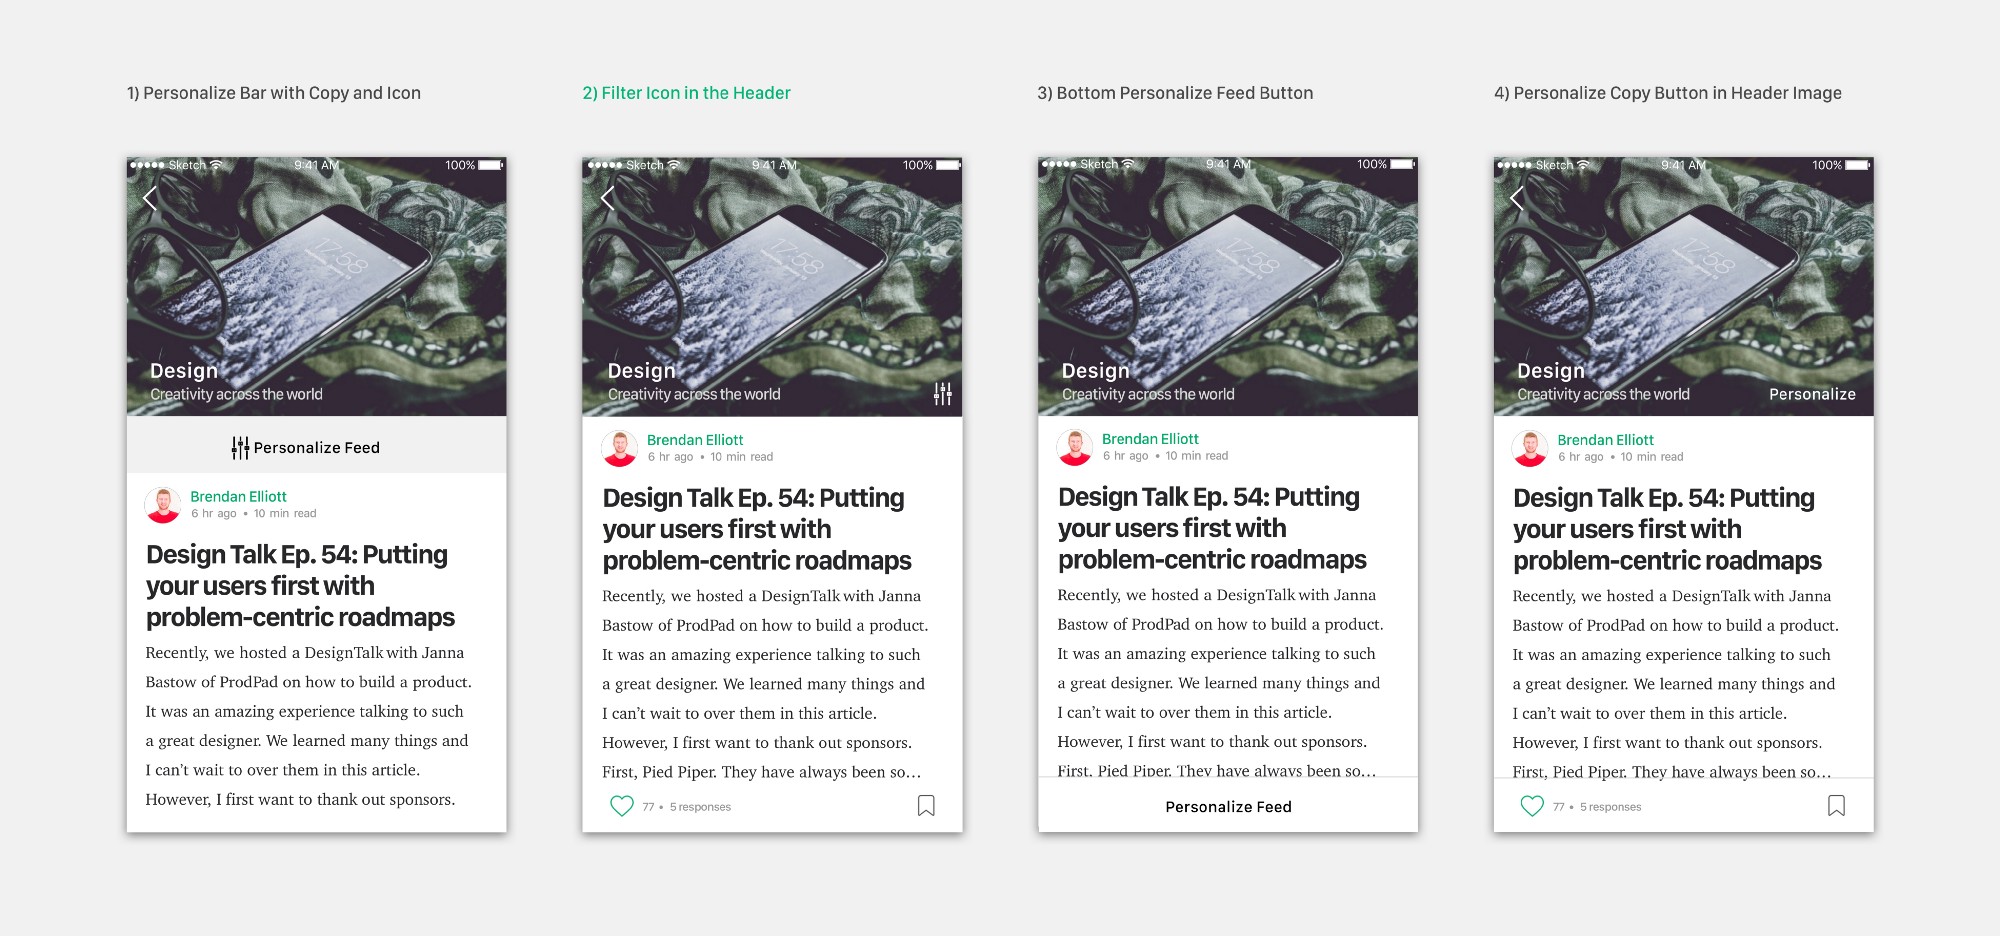 1) Personalize Bar with Copy and Icon
Sketch 9:41 AM 100%
17:58
Design
Creativity across the world
Personalize Feed
Brendan Elliott
6 hr ago • 10 min read
Design Talk Ep. 54: Putting
your users first with
problem-centric roadmaps
Recently, we hosted a DesignTalk with Janna
Bastow of ProdPad on how to build a product.
It was an amazing experience talking to such
a great designer. We learned many things and
I can’t wait to over them in this article.
However, I first want to thank out sponsors.
2) Filter Icon in the Header
Sketch 9:41 AM 100%
17:58
Design
Creativity across the world
Brendan Elliott
6 hr ago • 10 min read
Design Talk Ep. 54: Putting
your users first with
problem-centric roadmaps
Recently, we hosted a DesignTalk with Janna
Bastow of ProdPad on how to build a product.
It was an amazing experience talking to such
a great designer. We learned many things and
I can’t wait to over them in this article.
However, I first want to thank out sponsors.
First, Pied Piper. They have always been so…
77 • 5 responses
3) Bottom Personalize Feed Button
Sketch 9:41 AM 100%
17:58
Design
Creativity across the world
Brendan Elliott
6 hr ago • 10 min read
Design Talk Ep. 54: Putting
your users first with
problem-centric roadmaps
Recently, we hosted a DesignTalk with Janna
Bastow of ProdPad on how to build a product.
It was an amazing experience talking to such
a great designer. We learned many things and
I can’t wait to over them in this article.
However, I first want to thank out sponsors.
First, Pied Piper. They have always been so…
Personalize Feed
4) Personalize Copy Button in Header Image
Sketch 9:41 AM 100%
17:58
Design
Creativity across the world
Personalize
Brendan Elliott
6 hr ago • 10 min read
Design Talk Ep. 54: Putting
your users first with
problem-centric roadmaps
Recently, we hosted a DesignTalk with Janna
Bastow of ProdPad on how to build a product.
It was an amazing experience talking to such
a great designer. We learned many things and
I can’t wait to over them in this article.
However, I first want to thank out sponsors.
First, Pied Piper. They have always been so…
77 • 5 responses